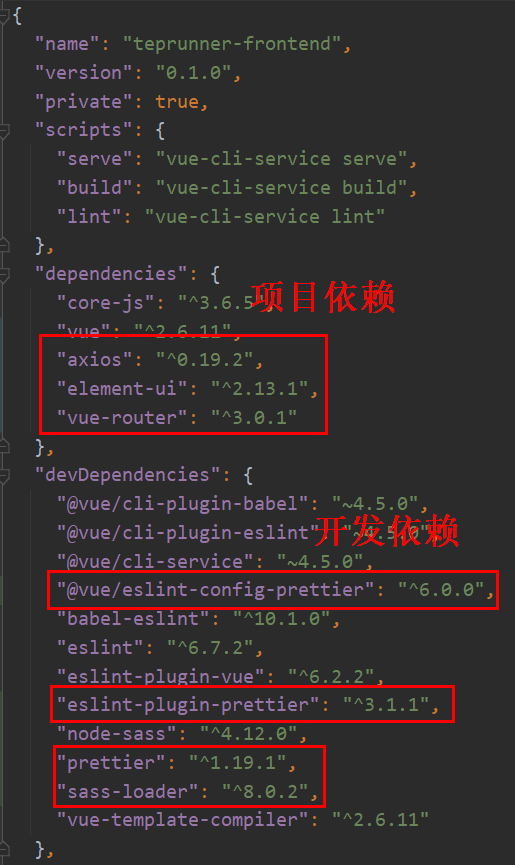 {
"name": "teprunner-frontend",
"version": "0.1.0",
"private": true,
"scripts": {
"serve": "vue-cli-service serve",
"build": "vue-cli-service build",
"lint": "vue-cli-service lint"
},
"dependencies": {
项目依赖
"core-js": "^3.6.5",
"vue": "^2.6.11",
"axios": "^0.19.2",
"element-ui": "^2.13.1",
"vue-router": "^3.0.1"
},
"devDependencies": {
"@vue/cli-plugin-babel": "~4.5.0",
开发依赖
"@vue/cli-plugin-eslint": "~4.5.0",
"@vue/cli-service": "~4.5.0",
"@vue/eslint-config-prettier": "^6.0.0",
"babel-eslint": "^10.1.0",
"eslint": "^6.7.2",
"eslint-plugin-vue": "^6.2.2",
"eslint-plugin-prettier": "^3.1.1",
"node-sass": "^4.12.0",
"prettier": "^1.19.1",
"sass-loader": "^8.0.2",
"vue-template-compiler": "^2.6.11"
},